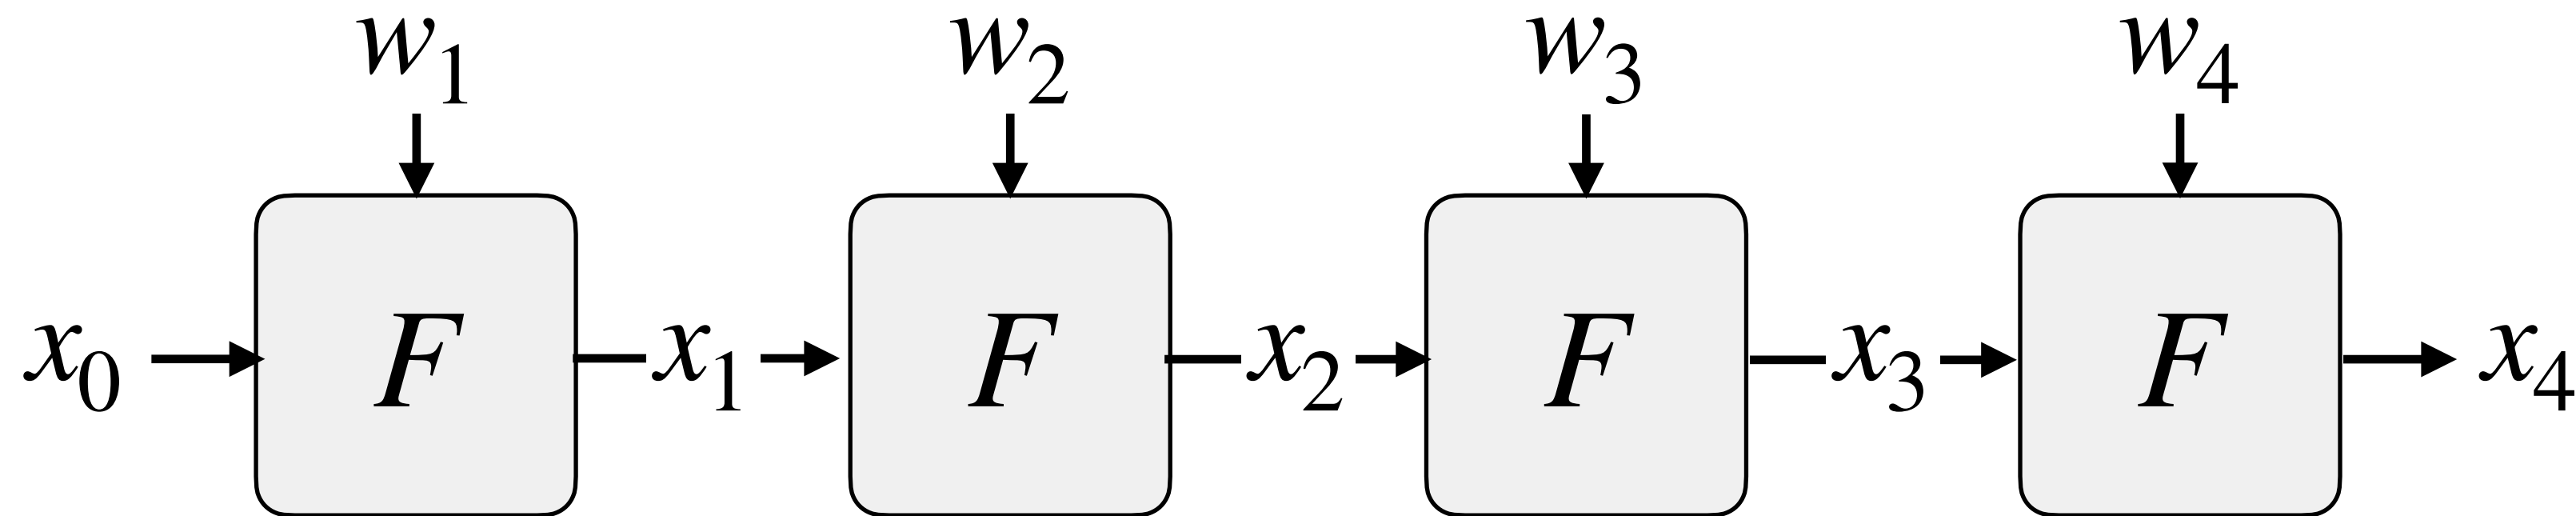 w₁ w₂ w₃ w₄
x₀ F x₁ F x₂ F x₃ F x₄